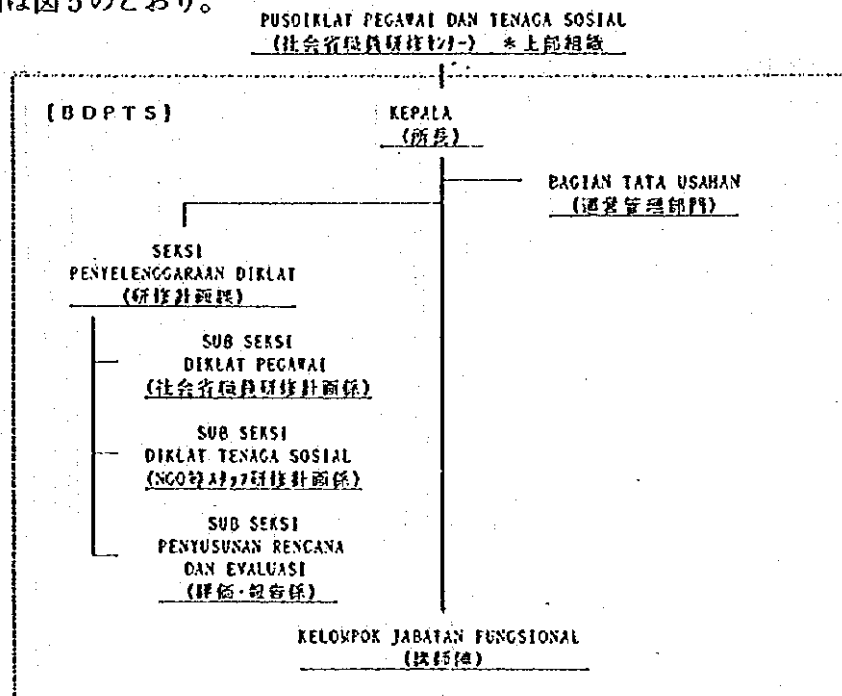 は図5のとおり。
PUSDIKLAT PEGAWAI DAN TENAGA SOSIAL
(社会省職員研修センター) *上部組織
[BDPTS]
KEPALA
(所長)
BAGIAN TATA USAHAN
(運営管理部門)
SEKSI
PENYELENGGARAAN DIKLAT
(研修計画課)
SUB SEKSI
DIKLAT PEGAWAI
(社会省職員研修計画係)
SUB SEKSI
DIKLAT TENAGA SOSIAL
(NGO等スタッフ研修計画係)
SUB SEKSI
PENYUSUNAN RENCANA
DAN EVALUASI
(評価・報告係)
KELOMPOK JABATAN FUNGSIONAL
(講師陣)